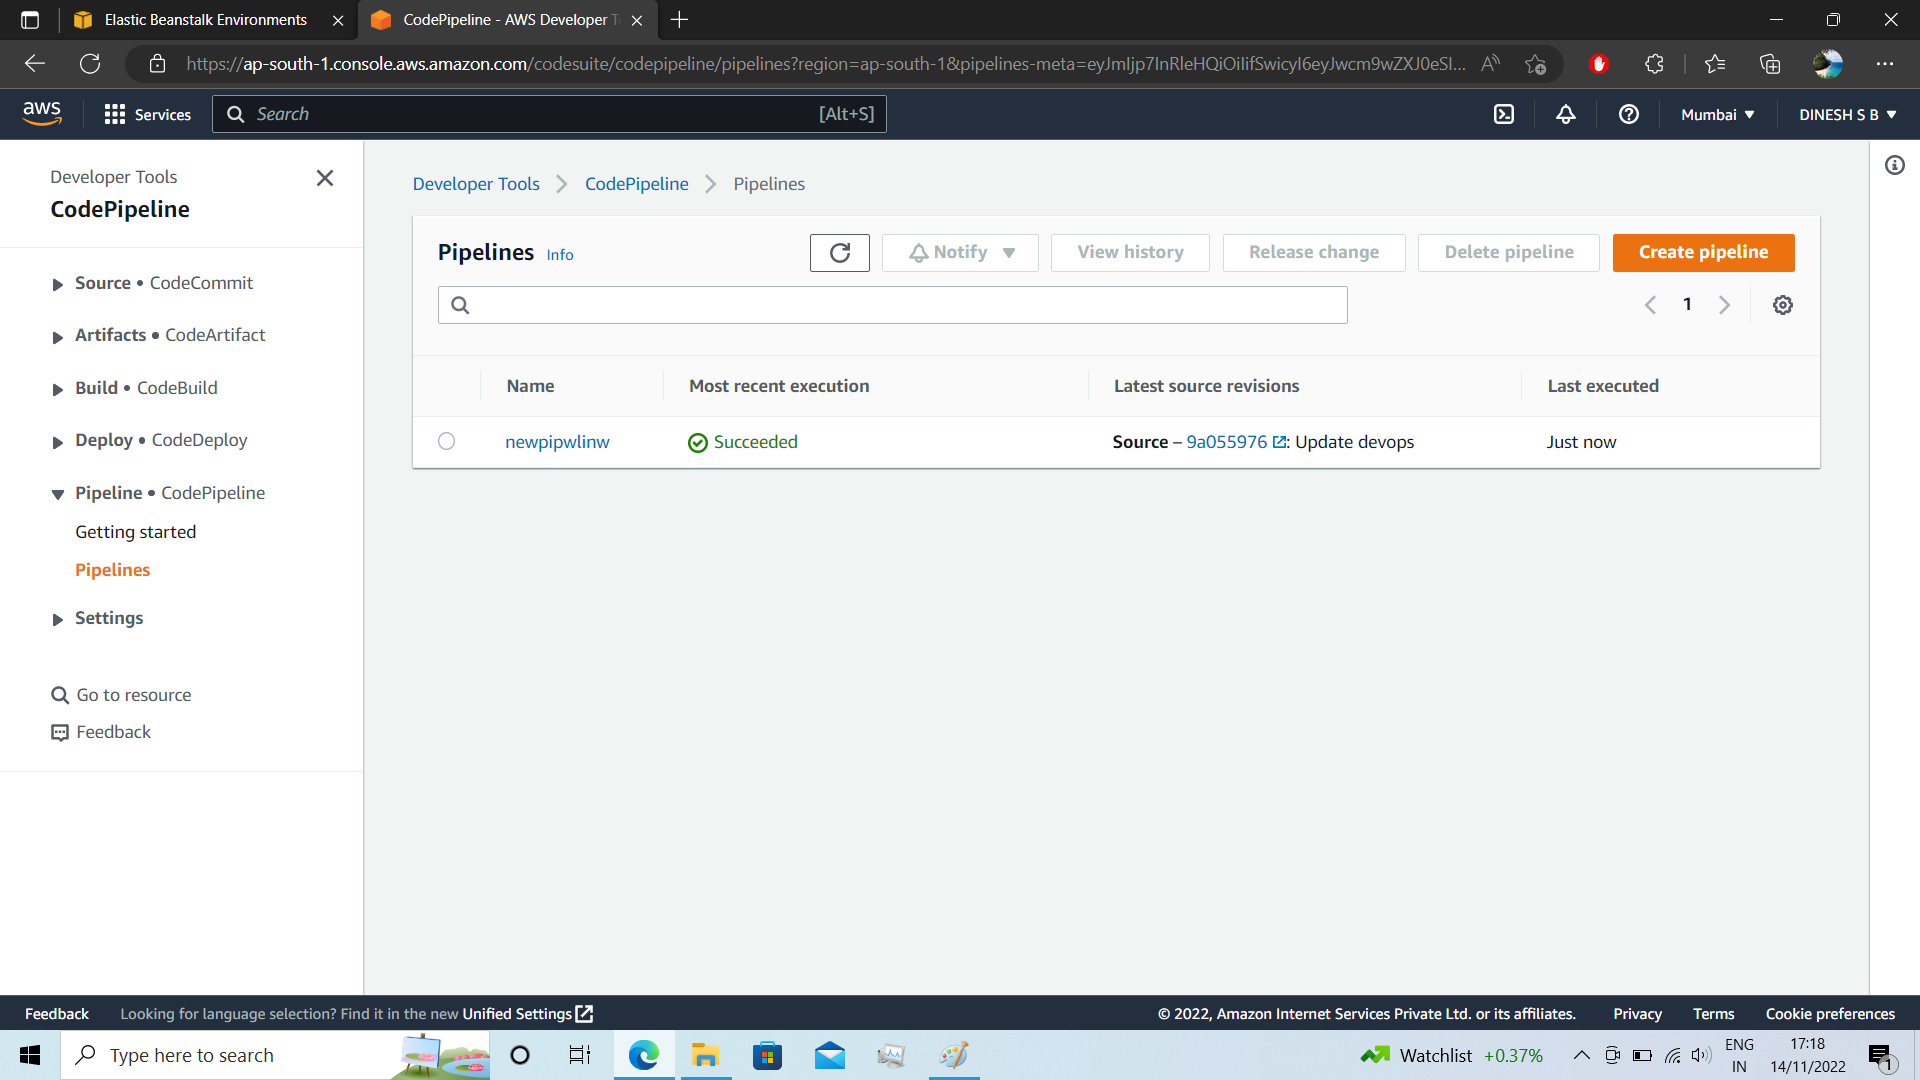 Elastic Beanstalk Environments
CodePipeline - AWS Developer T
https://ap-south-1.console.aws.amazon.com/codesuite/codepipeline/pipelines?region=ap-south-1&pipelines-meta=eyJmIjp7InRleHQiOiIifSwicyI6eyJwcm9wZXJ0eSI...
aws
Services
Search
[Alt+S]
Mumbai
DINESH S B
Developer Tools
CodePipeline
Source • CodeCommit
Artifacts • CodeArtifact
Build • CodeBuild
Deploy • CodeDeploy
Pipeline • CodePipeline
Getting started
Pipelines
Settings
Go to resource
Feedback
Developer Tools
CodePipeline
Pipelines
Pipelines Info
Notify
View history
Release change
Delete pipeline
Create pipeline
1
Name
Most recent execution
Latest source revisions
Last executed
newpipwlinw
Succeeded
Source – 9a055976 : Update devops
Just now
Feedback
Looking for language selection? Find it in the new Unified Settings
© 2022, Amazon Internet Services Private Ltd. or its affiliates.
Privacy
Terms
Cookie preferences
Type here to search
Watchlist +0.37%
ENG
IN
17:18
14/11/2022
1